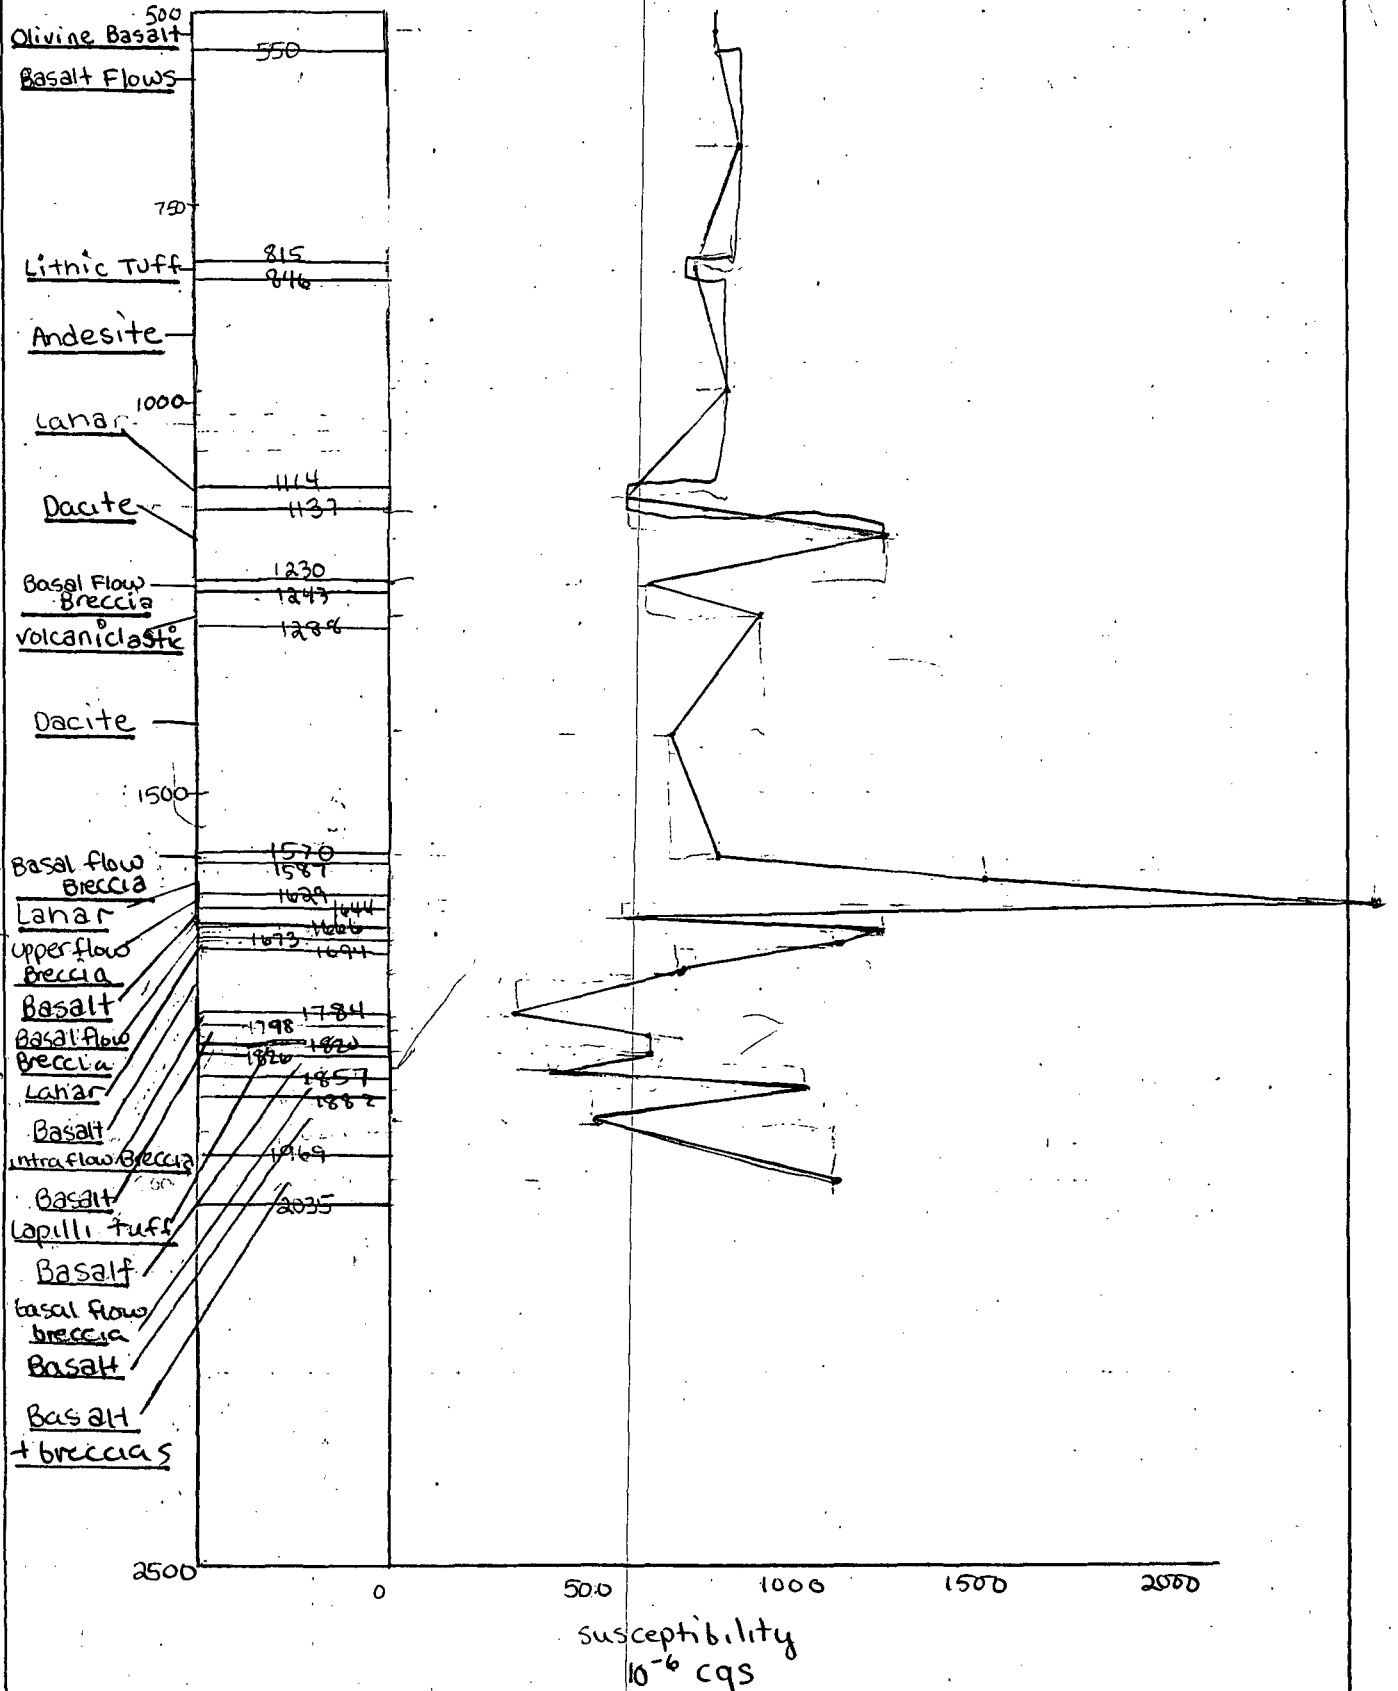 500
Olivine Basalt
550
Basalt Flows
750
815
Lithic Tuff
846
Andesite
1000
Lahar
1114
Dacite
1137
1230
Basal Flow
Breccia
1243
volcaniclastic
1288
Dacite
1500
1570
Basal flow
Breccia
1587
1629
Lahar
1644
1666
upper flow
Breccia
1673
1694
Basalt
1784
Basal flow
Breccia
1798
1820
1826
Lahar
1857
1882
Basalt
intraflow Breccia
1969
Basalt
2035
Lapilli tuff
Basalt
basal flow
breccia
Basalt
Basalt
+ breccias
2500
0
500
1000
1500
2000
susceptibility
10⁻⁶ cgs